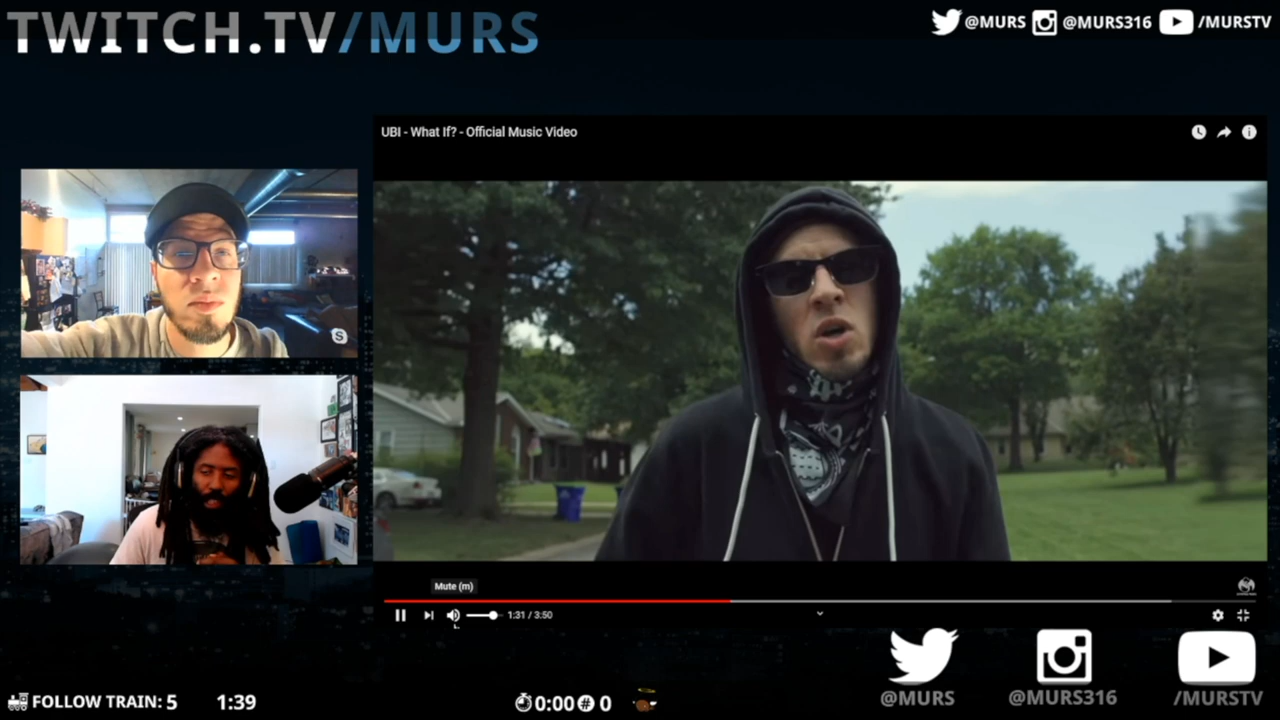 TWITCH.TV/MURS
@MURS @MURS316 /MURSTV
UBI - What If? - Official Music Video
Mute (m)
1:31 / 3:50
@MURS @MURS316 /MURSTV
FOLLOW TRAIN: 5 1:39 0:00 # 0